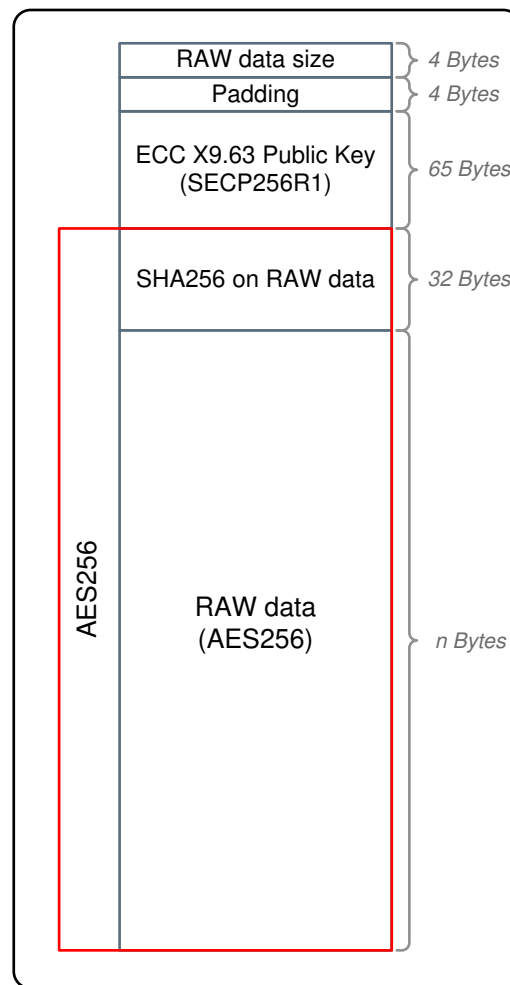 RAW data size
4 Bytes
Padding
4 Bytes
ECC X9.63 Public Key
(SECP256R1)
65 Bytes
SHA256 on RAW data
32 Bytes
AES256
RAW data
(AES256)
n Bytes